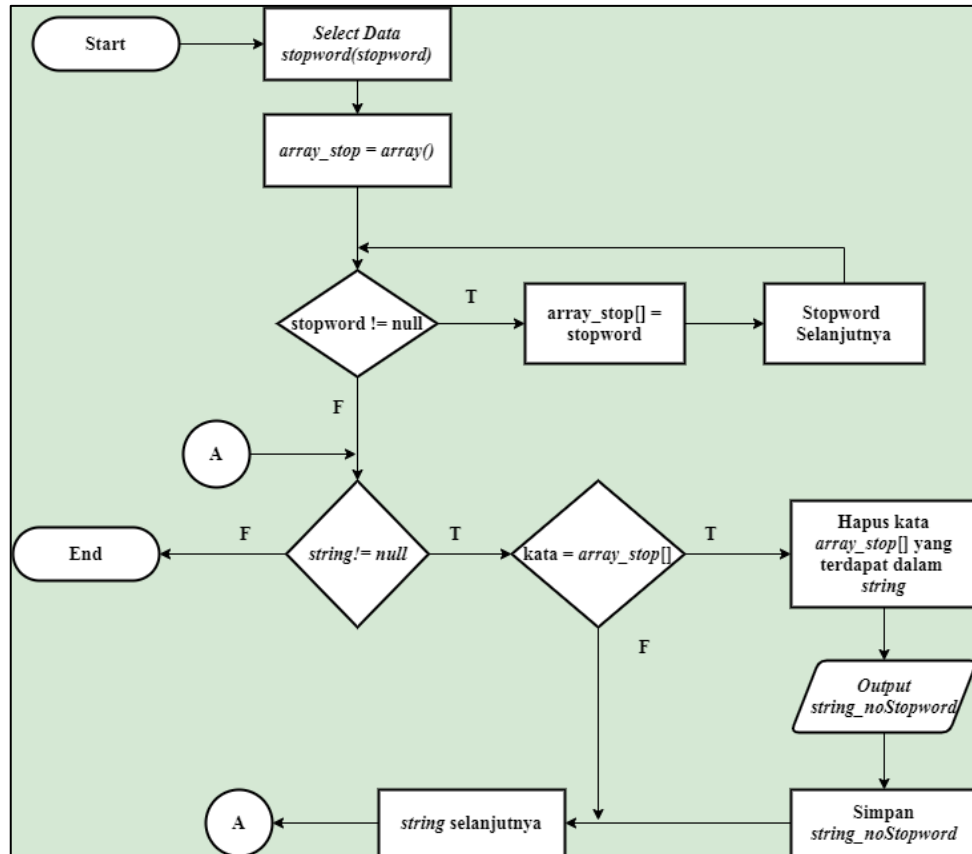 Start
Select Data
stopword(stopword)
array_stop = array()
stopword != null
T
array_stop[] =
stopword
Stopword
Selanjutnya
F
A
End
F
string!= null
T
kata = array_stop[]
T
Hapus kata
array_stop[] yang
terdapat dalam
string
F
Output
string_noStopword
A
string selanjutnya
Simpan
string_noStopword